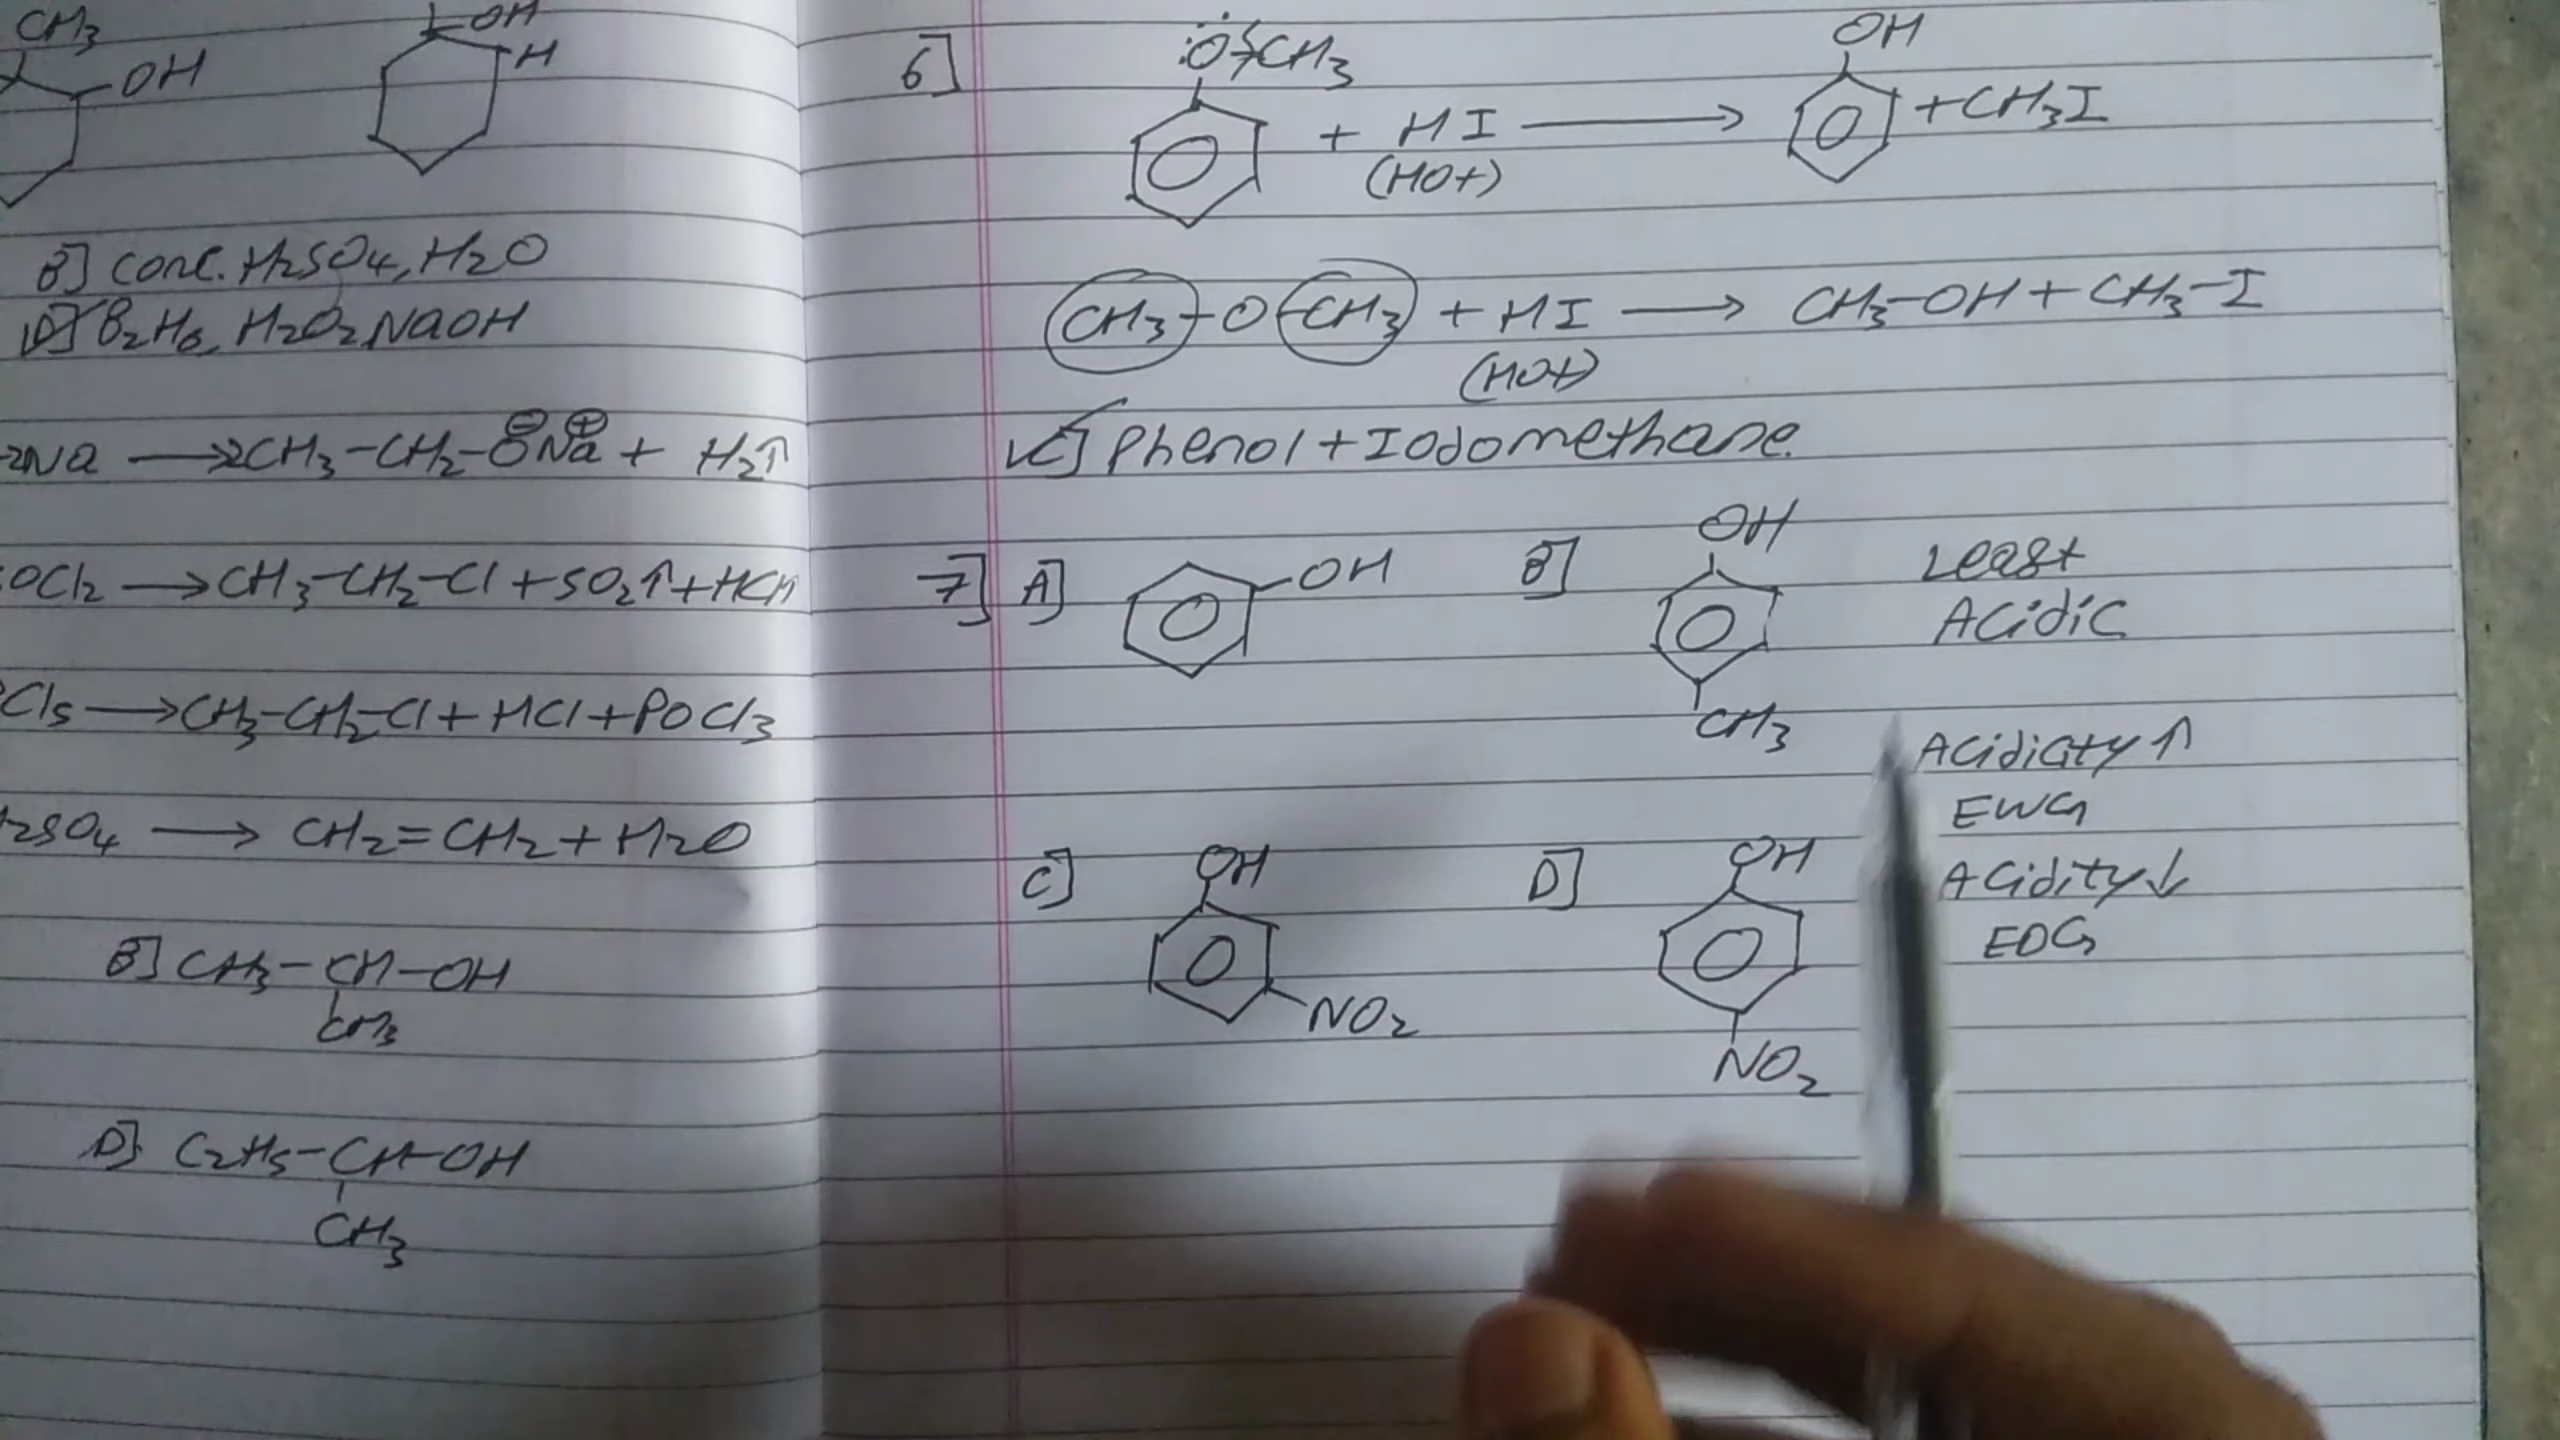 CH3
OH
OH
H
B] conc. H2SO4, H2O
D] B2H6, H2O2, NaOH
2Na ⟶ 2CH3-CH2-O⊖Na⊕ + H2↑
OCl2 ⟶ CH3-CH2-Cl + SO2↑ + HCl↑
Cl5 ⟶ CH3-CH2-Cl + HCl + POCl3
2SO4 ⟶ CH2=CH2 + H2O
B] CH3-CH-OH
CH3
D] C2H5-CH-OH
CH3
6] :Ö-CH3 + HI ⟶ OH + CH3I
(HOt)
CH3-O-CH3 + HI ⟶ CH3-OH + CH3-I
(HOt)
C] Phenol + Iodomethane.
7] A] OH B] OH Least
CH3 Acidic
Acidicty ↑
EWG
C] OH D] OH Acidity ↓
NO2 NO2 EDG